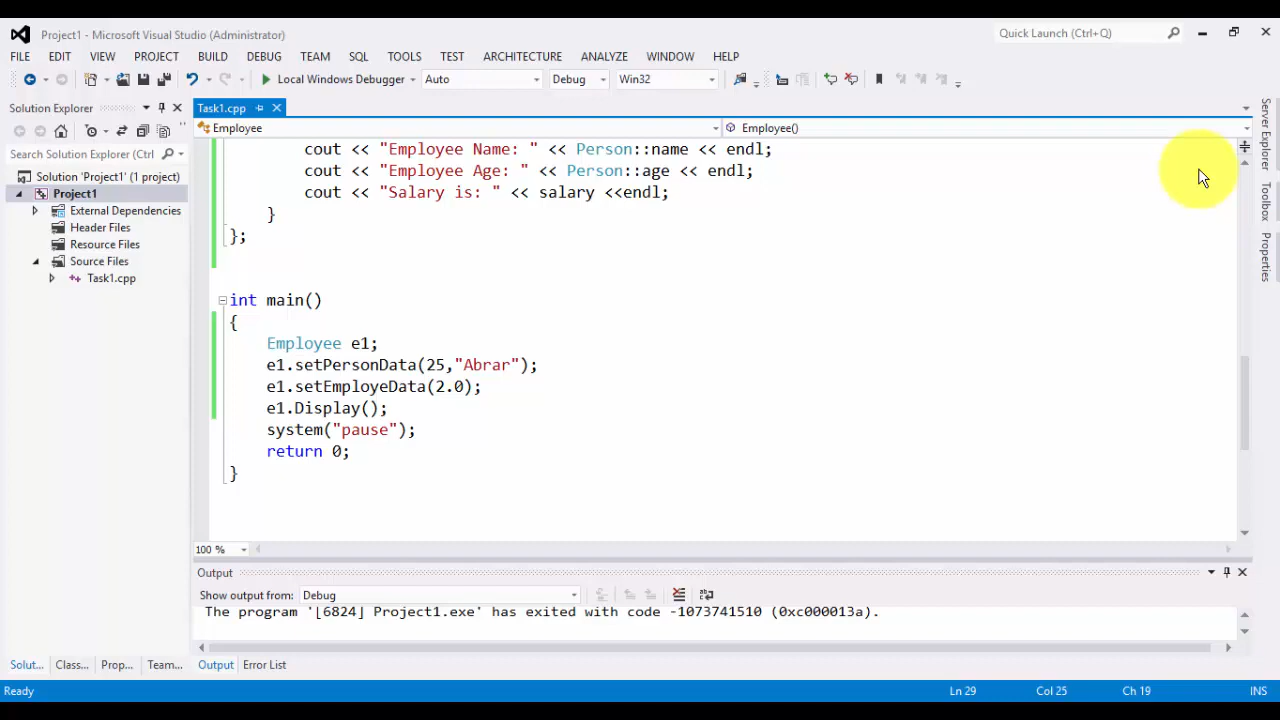 Project1 - Microsoft Visual Studio (Administrator)
Quick Launch (Ctrl+Q)
FILE EDIT VIEW PROJECT BUILD DEBUG TEAM SQL TOOLS TEST ARCHITECTURE ANALYZE WINDOW HELP
Local Windows Debugger Auto Debug Win32
Solution Explorer
Task1.cpp
Employee
Employee()
Search Solution Explorer (Ctrl
Solution 'Project1' (1 project)
Project1
External Dependencies
Header Files
Resource Files
Source Files
Task1.cpp
cout << "Employee Name: " << Person::name << endl;
cout << "Employee Age: " << Person::age << endl;
cout << "Salary is: " << salary <<endl;
}
};
int main()
{
Employee e1;
e1.setPersonData(25,"Abrar");
e1.setEmployeData(2.0);
e1.Display();
system("pause");
return 0;
}
100 %
Output
Show output from: Debug
The program '[6824] Project1.exe' has exited with code -1073741510 (0xc000013a).
Solut... Class... Prop... Team...
Output Error List
Ready
Ln 29 Col 25 Ch 19 INS
Server Explorer
Toolbox
Properties